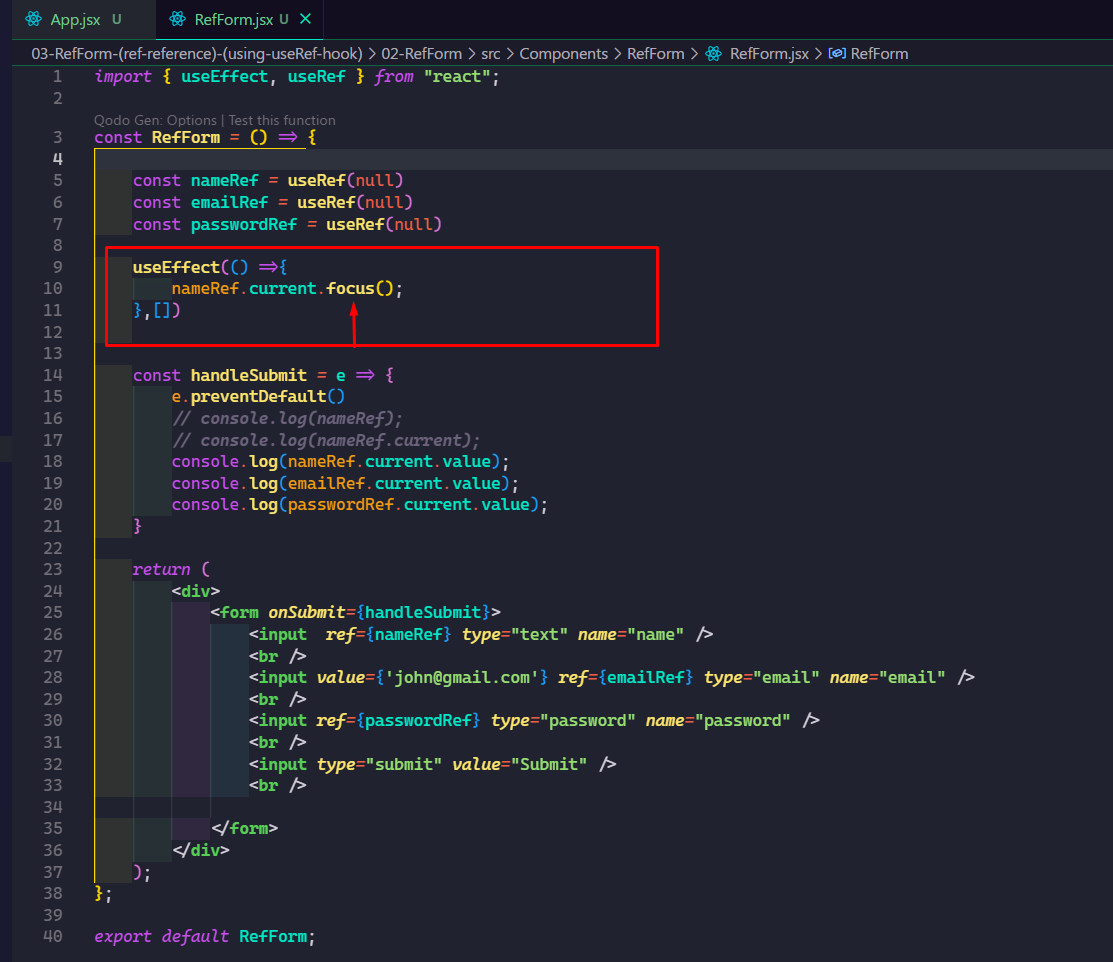 App.jsx U RefForm.jsx U ×
03-RefForm-(ref-reference)-(using-useRef-hook) > 02-RefForm > src > Components > RefForm > RefForm.jsx > RefForm
1 import { useEffect, useRef } from "react";
2
Qodo Gen: Options | Test this function
3 const RefForm = () => {
4
5 const nameRef = useRef(null)
6 const emailRef = useRef(null)
7 const passwordRef = useRef(null)
8
9 useEffect(() =>{
10 nameRef.current.focus();
11 },[])
12
13
14 const handleSubmit = e => {
15 e.preventDefault()
16 // console.log(nameRef);
17 // console.log(nameRef.current);
18 console.log(nameRef.current.value);
19 console.log(emailRef.current.value);
20 console.log(passwordRef.current.value);
21 }
22
23 return (
24 <div>
25 <form onSubmit={handleSubmit}>
26 <input  ref={nameRef} type="text" name="name" />
27 <br />
28 <input value={'john@gmail.com'} ref={emailRef} type="email" name="email" />
29 <br />
30 <input ref={passwordRef} type="password" name="password" />
31 <br />
32 <input type="submit" value="Submit" />
33 <br />
34
35 </form>
36 </div>
37 );
38 };
39
40 export default RefForm;